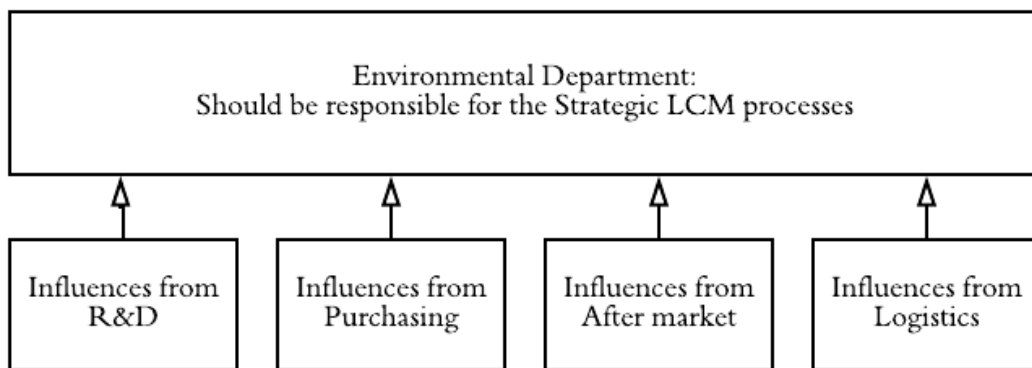 Environmental Department:
Should be responsible for the Strategic LCM processes
Influences from
R&D
Influences from
Purchasing
Influences from
After market
Influences from
Logistics